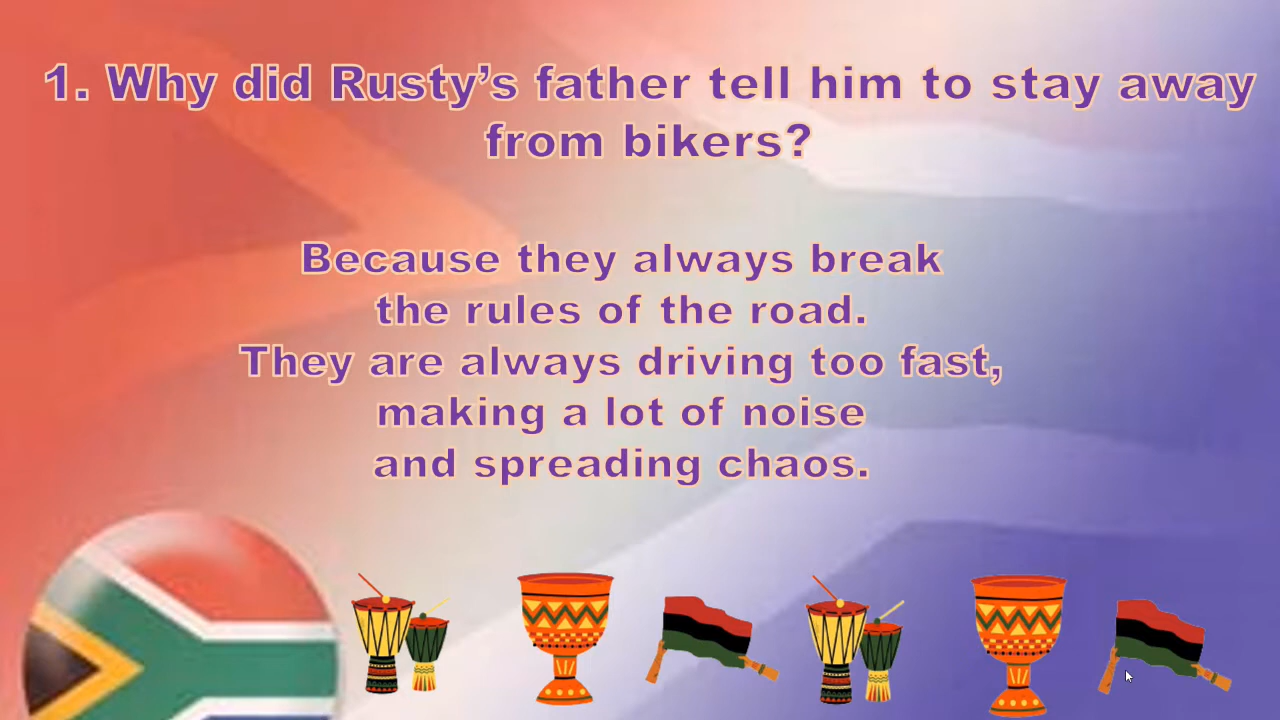 1. Why did Rusty’s father tell him to stay away
from bikers?
Because they always break
the rules of the road.
They are always driving too fast,
making a lot of noise
and spreading chaos.